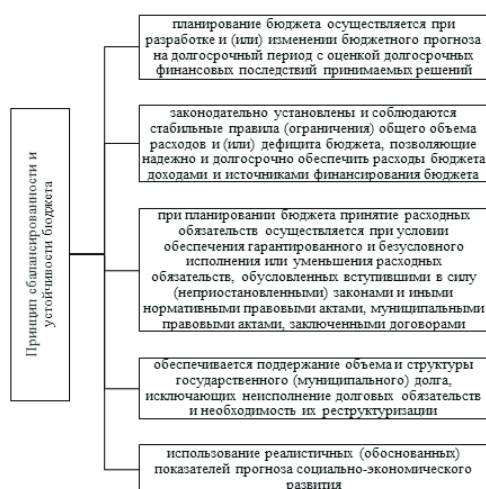 Принцип сбалансированности и
устойчивости бюджета
планирование бюджета осуществляется при
разработке и (или) изменении бюджетного прогноза
на долгосрочный период с оценкой долгосрочных
финансовых последствий принимаемых решений
законодательно установлены и соблюдаются
стабильные правила (ограничения) общего объема
расходов и (или) дефицита бюджета, позволяющие
надежно и долгосрочно обеспечить расходы бюджета
доходами и источниками финансирования бюджета
при планировании бюджета принятие расходных
обязательств осуществляется при условии
обеспечения гарантированного и безусловного
исполнения или уменьшения расходных
обязательств, обусловленных вступившими в силу
(неприостановленными) законами и иными
нормативными правовыми актами, муниципальными
правовыми актами, заключенными договорами
обеспечивается поддержание объема и структуры
государственного (муниципального) долга,
исключающих неисполнение долговых обязательств
и необходимость их реструктуризации
использование реалистичных (обоснованных)
показателей прогноза социально-экономического
развития